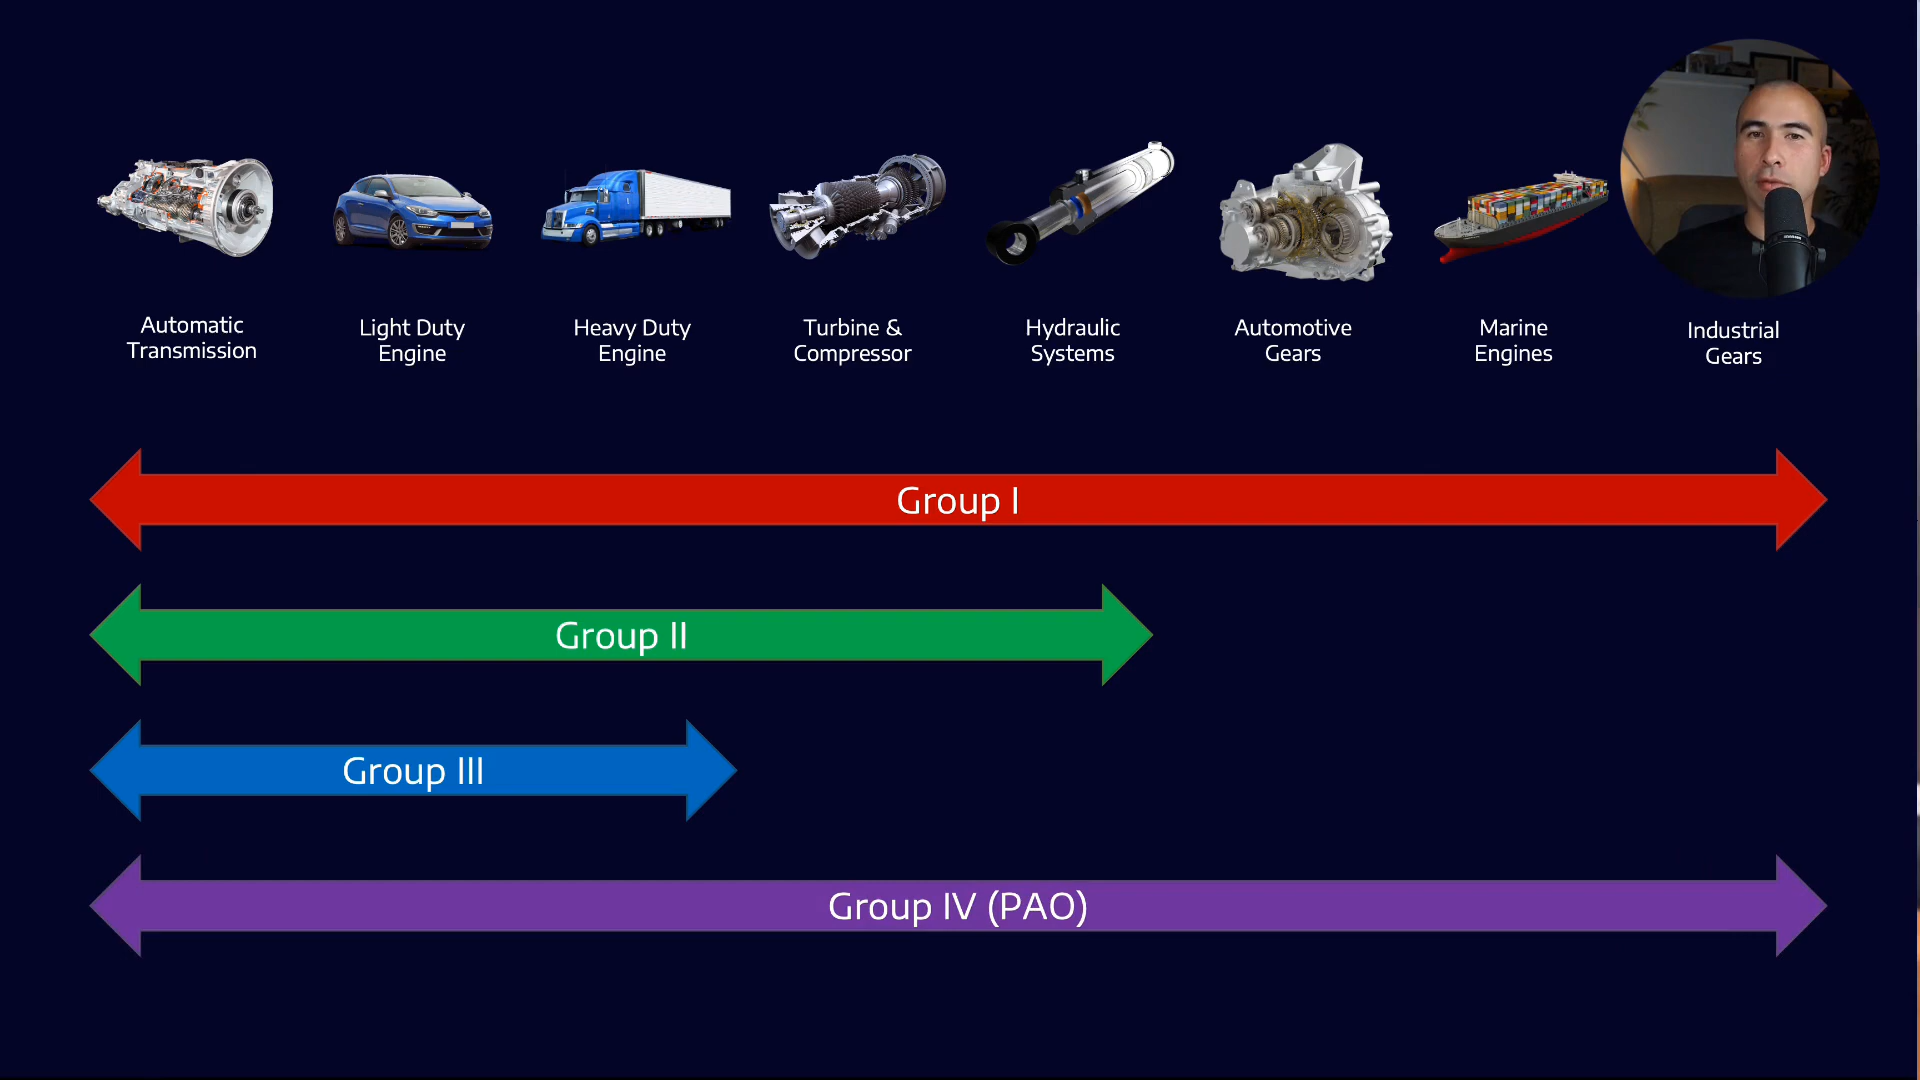 Automatic
Transmission
Light Duty
Engine
Heavy Duty
Engine
Turbine &
Compressor
Hydraulic
Systems
Automotive
Gears
Marine
Engines
Industrial
Gears
Group I
Group II
Group III
Group IV (PAO)